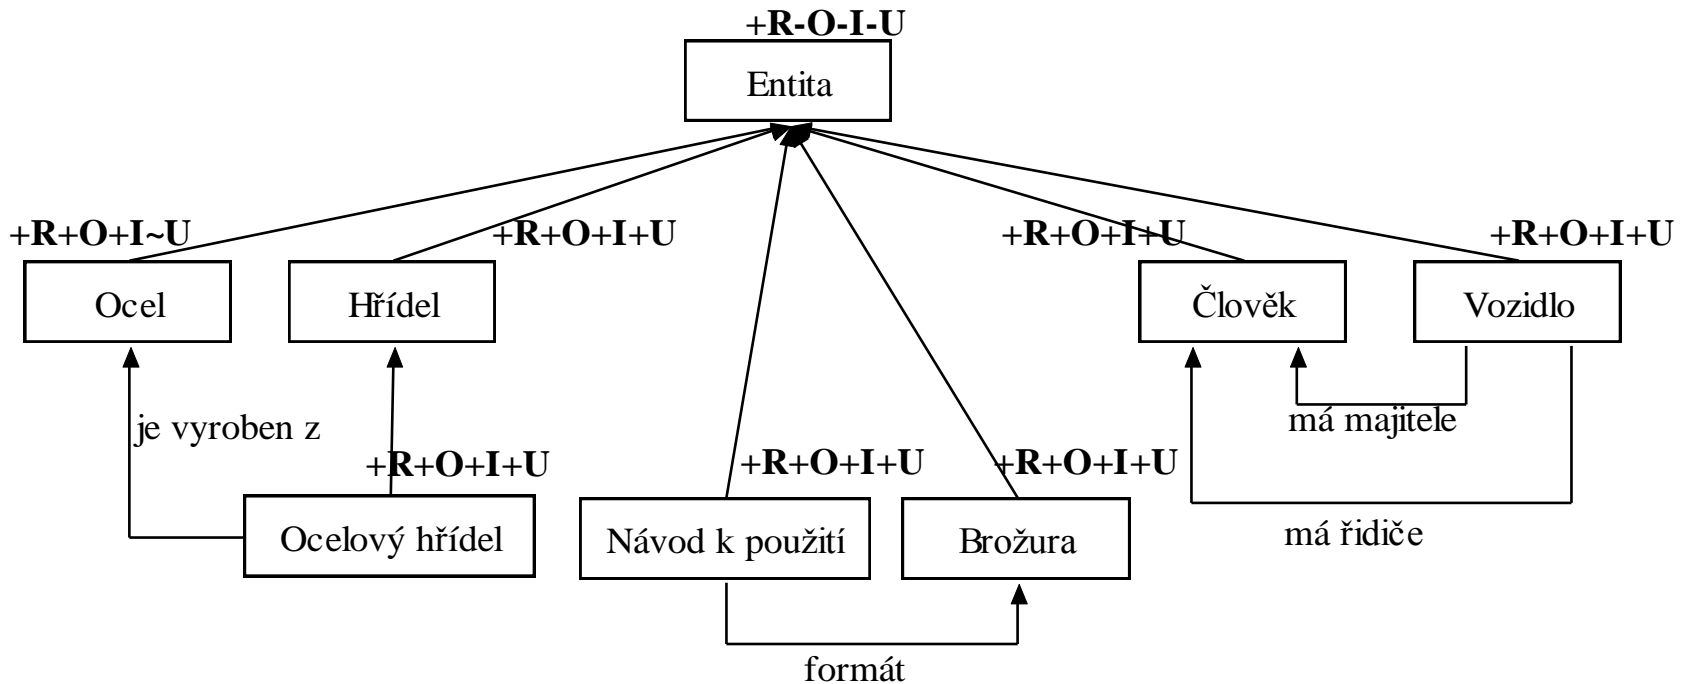 +R-O-I-U
Entita
+R+O+I~U
+R+O+I+U
+R+O+I+U
+R+O+I+U
Ocel
Hřídel
Člověk
Vozidlo
je vyroben z
má majitele
+R+O+I+U
+R+O+I+U
+R+O+I+U
Ocelový hřídel
Návod k použití
Brožura
má řidiče
formát